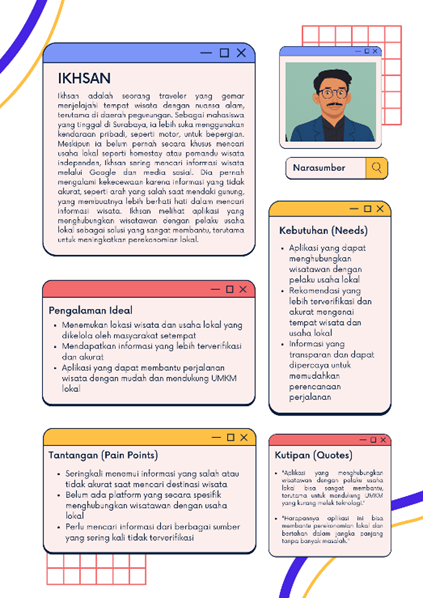 IKHSAN
Ikhsan adalah seorang traveler yang gemar
menjelajahi tempat wisata dengan nuansa alam,
terutama di daerah pegunungan. Sebagai mahasiswa
yang tinggal di Surabaya, ia lebih suka menggunakan
kendaraan pribadi, seperti motor, untuk bepergian.
Meskipun ia belum pernah secara khusus mencari
usaha lokal seperti homestay atau pemandu wisata
independen, Ikhsan sering mencari informasi wisata
melalui Google dan media sosial. Dia pernah
mengalami kekecewaan karena informasi yang tidak
akurat, seperti arah yang salah saat mendaki gunung,
yang membuatnya lebih berhati hati dalam mencari
informasi wisata. Ikhsan melihat aplikasi yang
menghubungkan wisatawan dengan pelaku usaha
lokal sebagai solusi yang sangat membantu, terutama
untuk meningkatkan perekonomian lokal.
Narasumber
Kebutuhan (Needs)
• Aplikasi yang dapat
menghubungkan
wisatawan dengan
pelaku usaha lokal
• Rekomendasi yang
lebih terverifikasi dan
akurat mengenai
tempat wisata dan
usaha lokal
• Informasi yang
transparan dan dapat
dipercaya untuk
memudahkan
perencanaan
perjalanan
Pengalaman Ideal
• Menemukan lokasi wisata dan usaha lokal yang
dikelola oleh masyarakat setempat
• Mendapatkan informasi yang lebih terverifikasi
dan akurat
• Aplikasi yang dapat membantu perjalanan
wisata dengan mudah dan mendukung UMKM
lokal
Tantangan (Pain Points)
• Seringkali menemui informasi yang salah atau
tidak akurat saat mencari destinasi wisata
• Belum ada platform yang secara spesifik
menghubungkan wisatawan dengan usaha
lokal
• Perlu mencari informasi dari berbagai sumber
yang sering kali tidak terverifikasi
Kutipan (Quotes)
• "Aplikasi yang menghubungkan
wisatawan dengan pelaku usaha
lokal bisa sangat membantu,
terutama untuk mendukung UMKM
yang kurang melek teknologi."
• "Harapannya aplikasi ini bisa
membantu perekonomian lokal dan
bertahan dalam jangka panjang
tanpa banyak masalah."